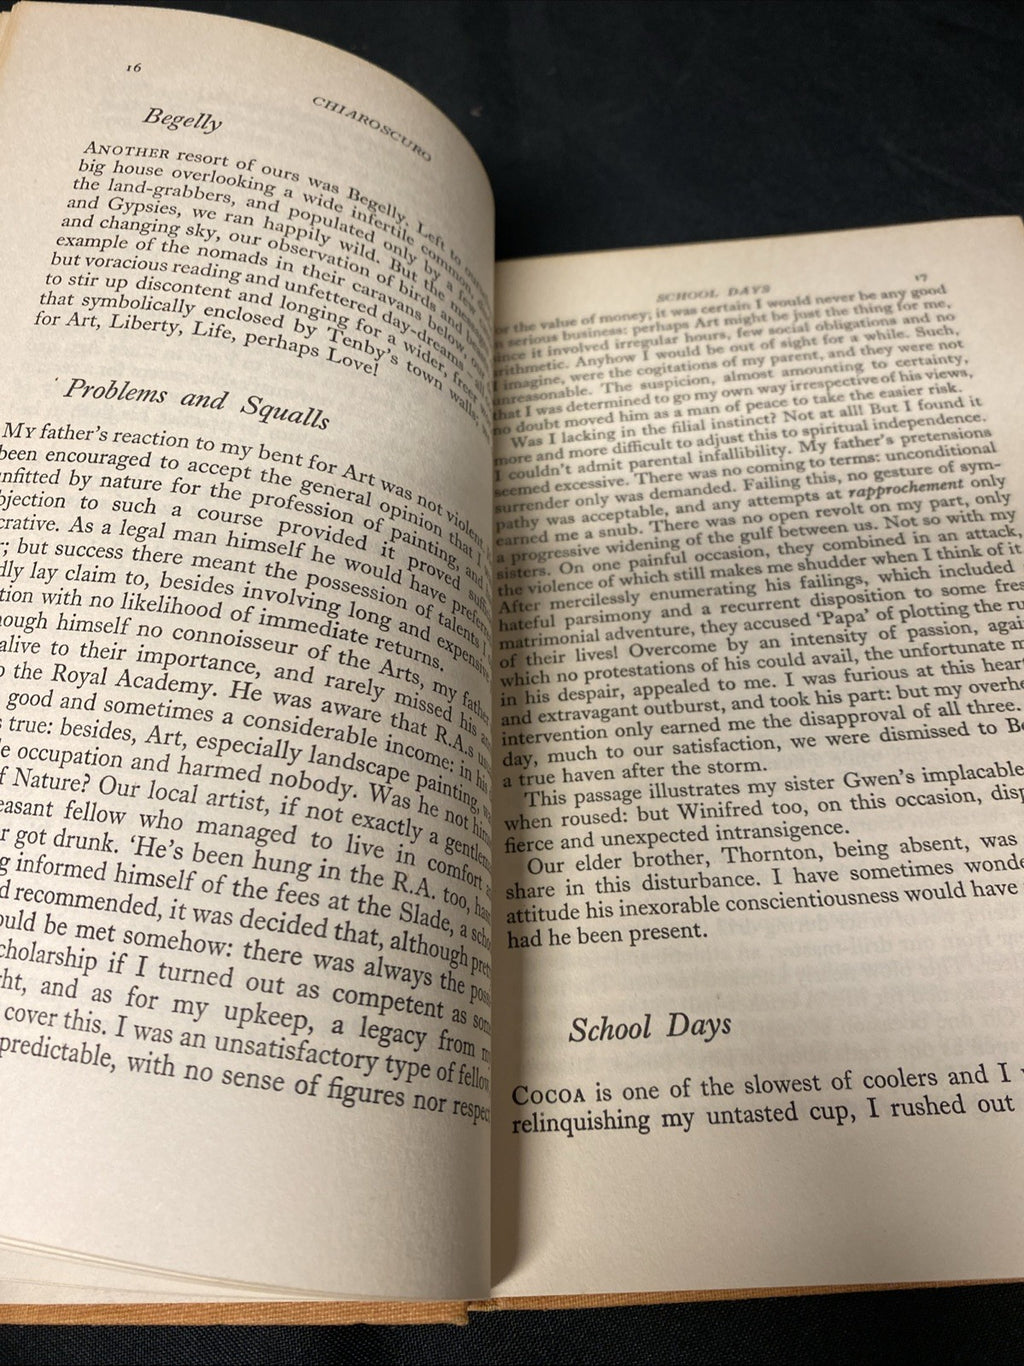 16
CHIAROSCURO
Begelly
ANOTHER resort of ours was Begelly. Left to
big house overlooking a wide infertile common
the land-grabbers, and populated only by a few
and Gypsies, we ran happily wild. But the
and changing sky, our observation of birds and
example of the nomads in their caravans below, our
but voracious reading and unfettered day-dreams
to stir up discontent and longing for a wider, freer
that symbolically enclosed by Tenby's town walls:
for Art, Liberty, Life, perhaps Love!
Problems and Squalls
MY father's reaction to my bent for Art was not violent.
been encouraged to accept the general opinion that I
nfitted by nature for the profession of painting, and
bjection to such a course provided it proved
crative. As a legal man himself he would have
r; but success there meant the possession of talents I
dly lay claim to, besides involving long and expensive
tion with no likelihood of immediate returns.
hough himself no connoisseur of the Arts, my father
alive to their importance, and rarely missed his
o the Royal Academy. He was aware that R.A.s
good and sometimes a considerable income: in his
s true: besides, Art, especially landscape painting,
e occupation and harmed nobody. Was he not
f Nature? Our local artist, if not exactly a
easant fellow who managed to live in comfort
r got drunk. 'He's been hung in the R.A. too,
g informed himself of the fees at the Slade, a
d recommended, it was decided that, although
ould be met somehow: there was always the
cholarship if I turned out as competent as
ht, and as for my upkeep, a legacy from
cover this. I was an unsatisfactory type of fellow
predictable, with no sense of figures nor respec
SCHOOL DAYS
17
or the value of money; it was certain I would never be any good
serious business: perhaps Art might be just the thing for me,
ince it involved irregular hours, few social obligations and no
rithmetic. Anyhow I would be out of sight for a while. Such,
I imagine, were the cogitations of my parent, and they were not
unreasonable. The suspicion, almost amounting to certainty,
that I was determined to go my own way irrespective of his views,
no doubt moved him as a man of peace to take the easier risk.
Was I lacking in the filial instinct? Not at all! But I found it
more and more difficult to adjust this to spiritual independence.
I couldn't admit parental infallibility. My father's pretensions
seemed excessive. There was no coming to terms: unconditional
surrender only was demanded. Failing this, no gesture of sym-
pathy was acceptable, and any attempts at rapprochement only
earned me a snub. There was no open revolt on my part, only
a progressive widening of the gulf between us. Not so with my
sisters. On one painful occasion, they combined in an attack,
the violence of which still makes me shudder when I think of it
After mercilessly enumerating his failings, which included
hateful parsimony and a recurrent disposition to some fres
matrimonial adventure, they accused 'Papa' of plotting the ru
of their lives! Overcome by an intensity of passion, agai
which no protestations of his could avail, the unfortunate m
in his despair, appealed to me. I was furious at this heart
and extravagant outburst, and took his part: but my overhe
intervention only earned me the disapproval of all three.
day, much to our satisfaction, we were dismissed to Be
a true haven after the storm.
This passage illustrates my sister Gwen's implacable
when roused: but Winifred too, on this occasion, disp
fierce and unexpected intransigence.
Our elder brother, Thornton, being absent, was
share in this disturbance. I have sometimes wonde
attitude his inexorable conscientiousness would have
had he been present.
School Days
COCOA is one of the slowest of coolers and I
relinquishing my untasted cup, I rushed out